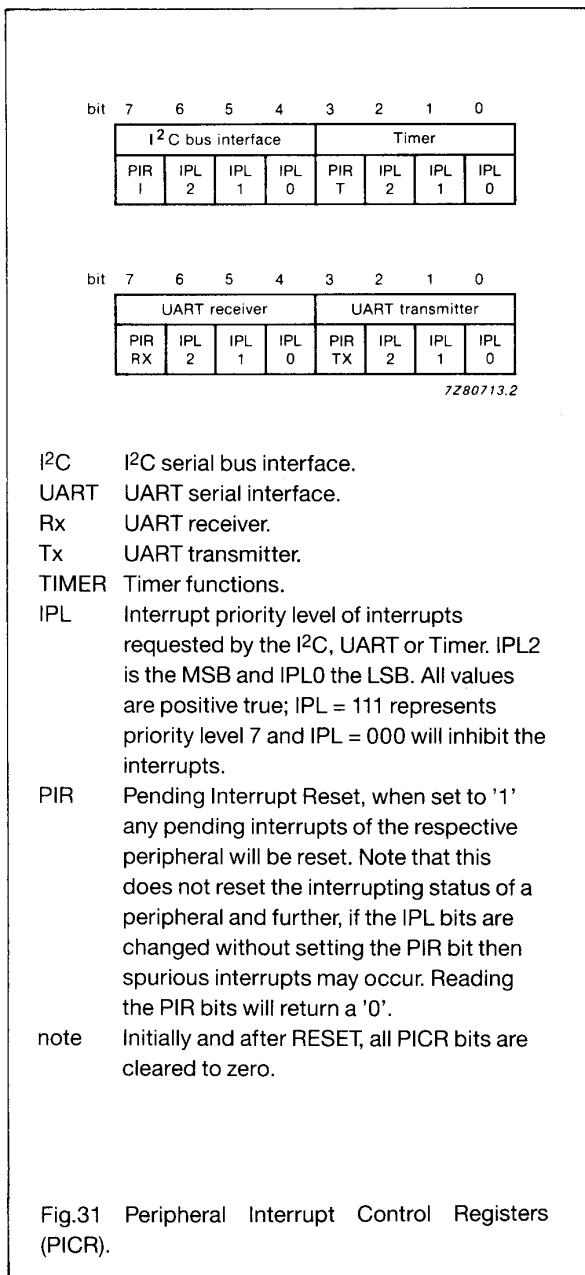 bit 7 6 5 4 3 2 1 0
I²C bus interface Timer
PIR IPL IPL IPL PIR IPL IPL IPL
I 2 1 0 T 2 1 0
bit 7 6 5 4 3 2 1 0
UART receiver UART transmitter
PIR IPL IPL IPL PIR IPL IPL IPL
RX 2 1 0 TX 2 1 0
7Z80713.2
I²C I²C serial bus interface.
UART UART serial interface.
Rx UART receiver.
Tx UART transmitter.
TIMER Timer functions.
IPL Interrupt priority level of interrupts
requested by the I²C, UART or Timer. IPL2
is the MSB and IPL0 the LSB. All values
are positive true; IPL = 111 represents
priority level 7 and IPL = 000 will inhibit the
interrupts.
PIR Pending Interrupt Reset, when set to '1'
any pending interrupts of the respective
peripheral will be reset. Note that this
does not reset the interrupting status of a
peripheral and further, if the IPL bits are
changed without setting the PIR bit then
spurious interrupts may occur. Reading
the PIR bits will return a '0'.
note Initially and after RESET, all PICR bits are
cleared to zero.
Fig.31 Peripheral Interrupt Control Registers
(PICR).